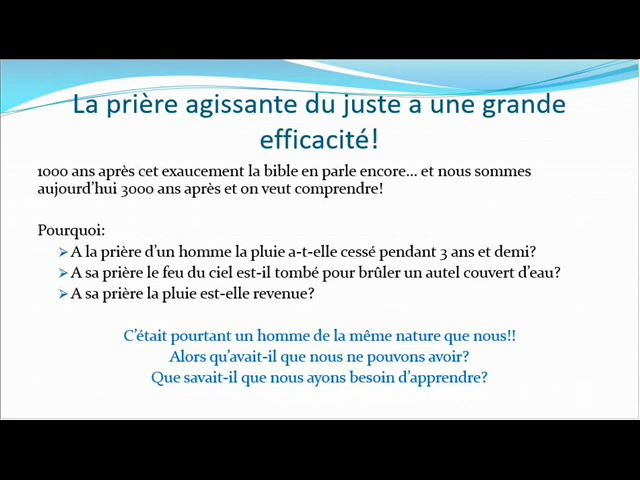 La prière agissante du juste a une grande
efficacité!
1000 ans après cet exaucement la bible en parle encore... et nous sommes
aujourd'hui 3000 ans après et on veut comprendre!
Pourquoi:
➢A la prière d'un homme la pluie a-t-elle cessé pendant 3 ans et demi?
➢A sa prière le feu du ciel est-il tombé pour brûler un autel couvert d'eau?
➢A sa prière la pluie est-elle revenue?
C'était pourtant un homme de la même nature que nous!!
Alors qu'avait-il que nous ne pouvons avoir?
Que savait-il que nous ayons besoin d'apprendre?